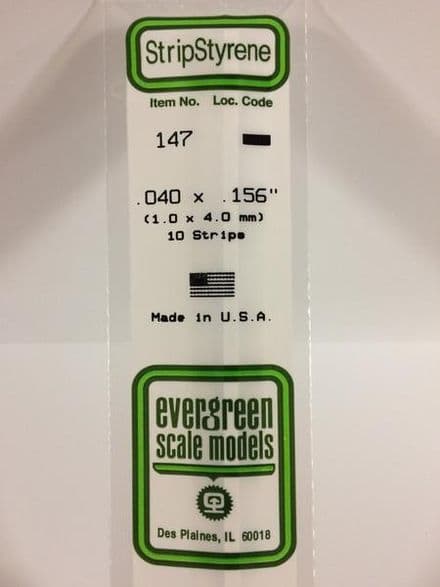 StripStyrene
Item No. Loc. Code
147
.040 x .156"
(1.0 x 4.0 mm)
10 Strips
Made in U.S.A.
evergreen
scale models
Des Plaines, IL 60018